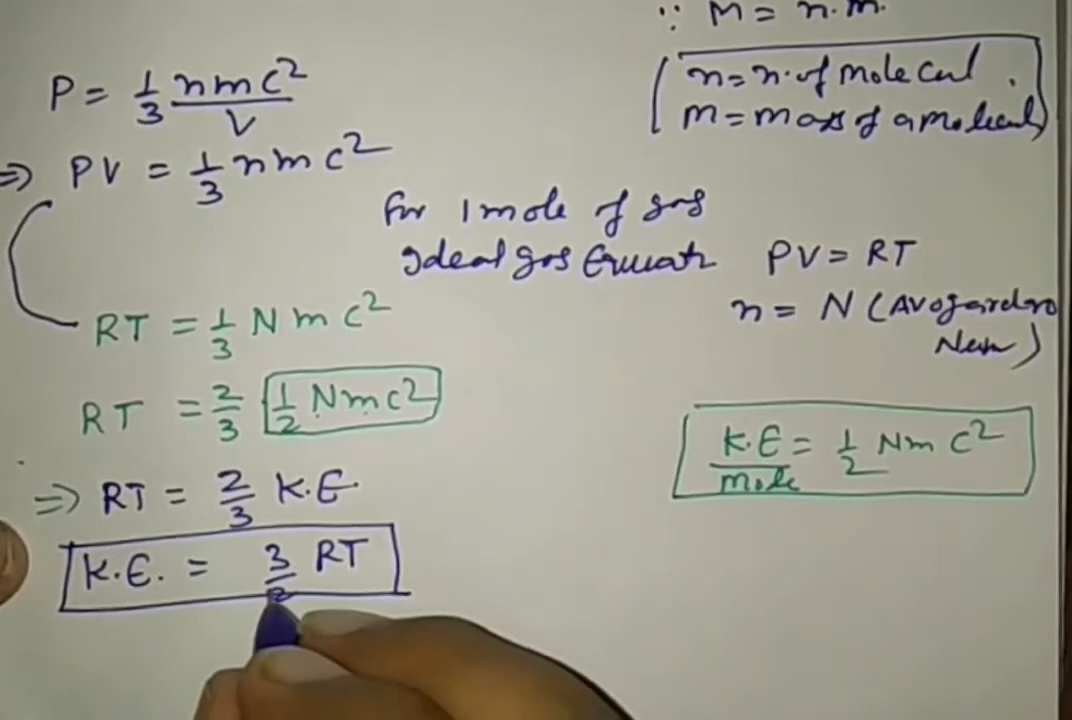 ∵ M = n.m.
P = 1/3 nmc²/V
n = n. of molecul.
m = mass of a molecul
⇒ PV = 1/3 nmc²
For 1 mole of gas
Ideal gas PV = RT
n = N (Avogardro
RT = 1/3 Nmc²
RT = 2/3 1/2 Nmc²
K.E/mole = 1/2 Nmc²
⇒ RT = 2/3 K.E.
K.E. = 3/2 RT